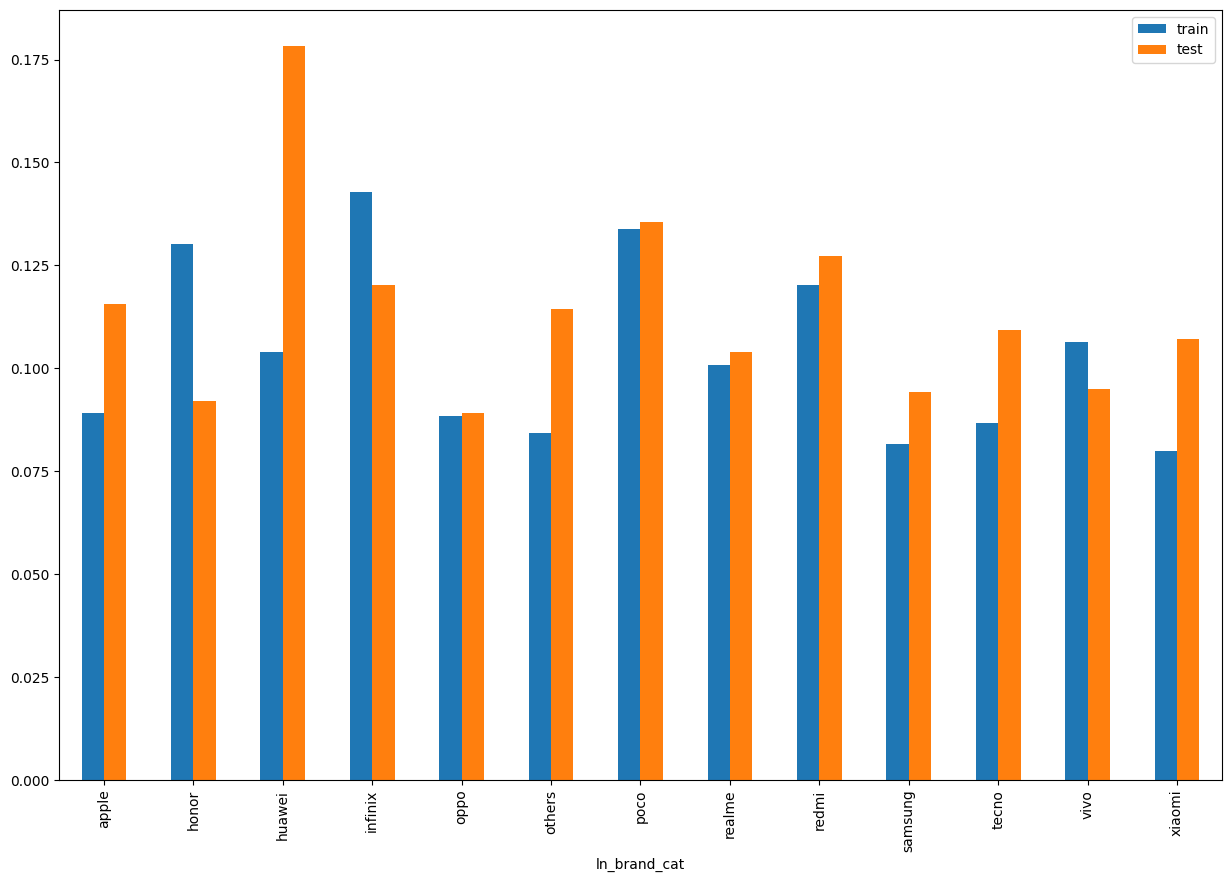 train
test
0.175
0.150
0.125
0.100
0.075
0.050
0.025
0.000
apple
honor
huawei
infinix
oppo
others
poco
realme
redmi
samsung
tecno
vivo
xiaomi
ln_brand_cat